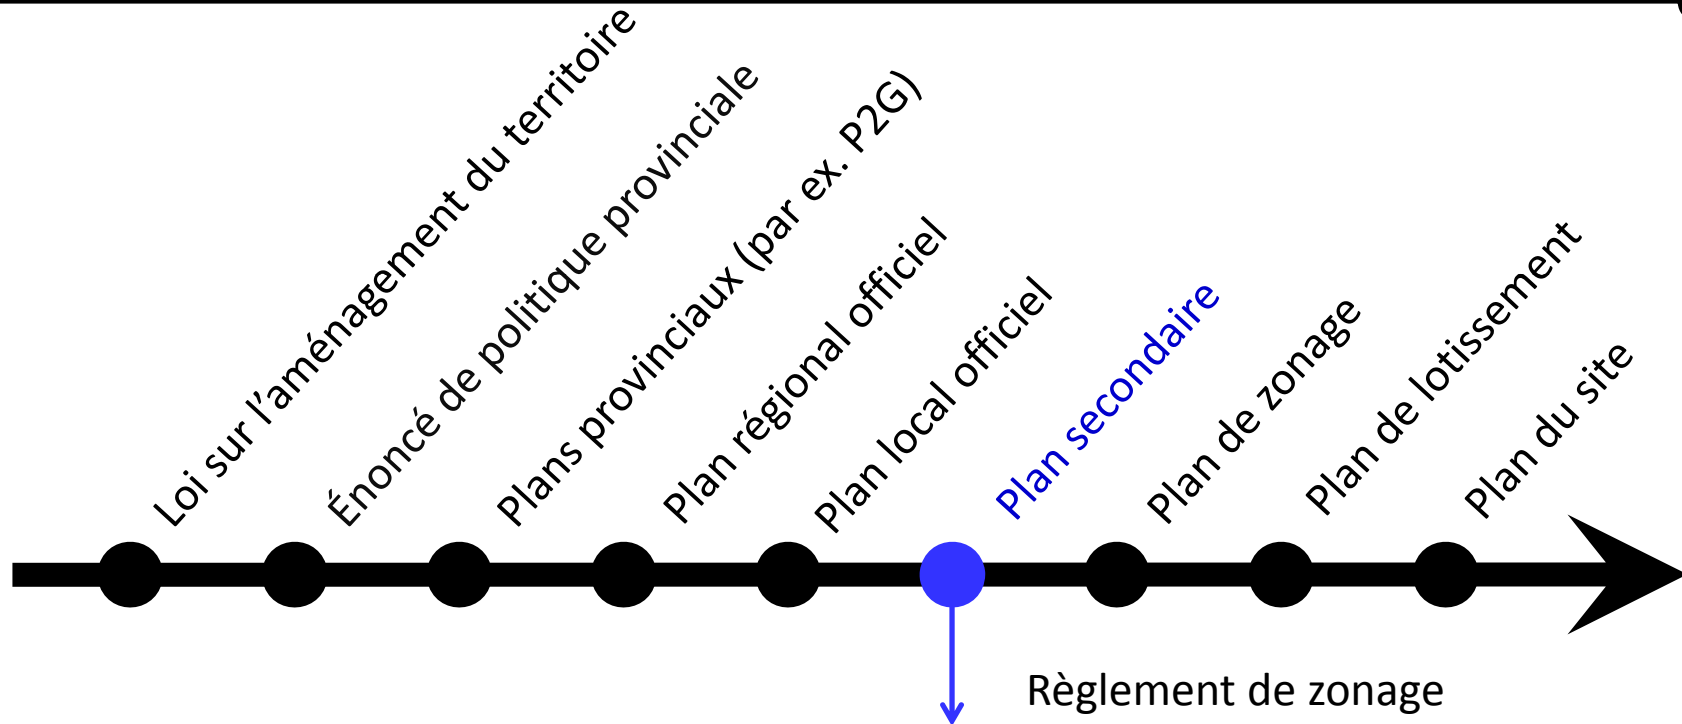 Loi sur l'aménagement du territoire
Énoncé de politique provinciale
Plans provinciaux (par ex. P2G)
Plan régional officiel
Plan local officiel
Plan secondaire
Plan de zonage
Plan de lotissement
Plan du site
Règlement de zonage